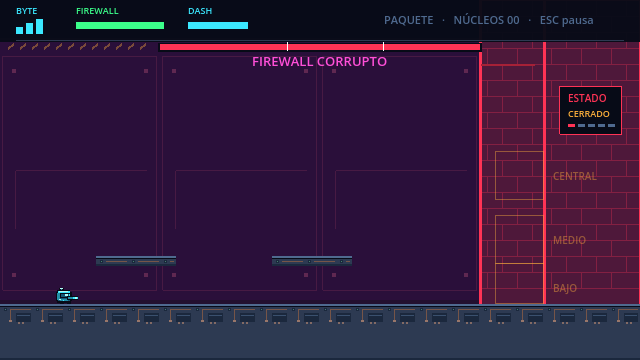 BYTE FIREWALL DASH
PAQUETE · NÚCLEOS 00 · ESC pausa
FIREWALL CORRUPTO
ESTADO
CERRADO
CENTRAL
MEDIO
BAJO